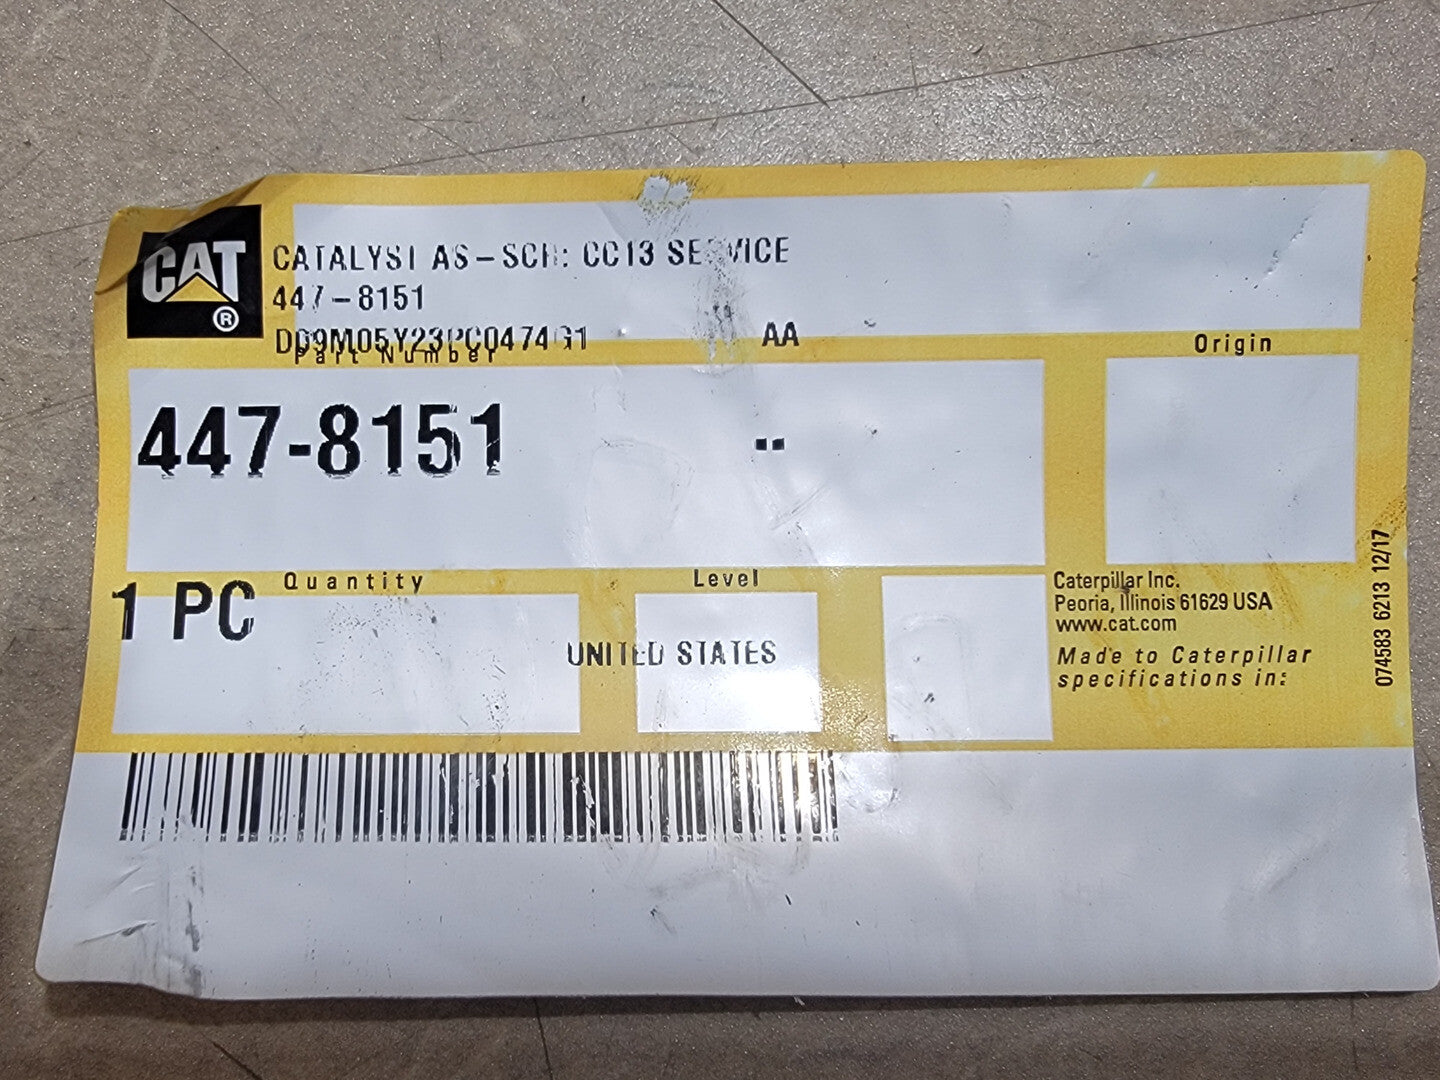 CAT®
CATALYST AS-SCR: CC13 SERVICE
447-8151
D09M05Y23PC0474G1 AA
Part Number
Origin
447-8151 --
Quantity
Level
1 PC
UNITED STATES
Caterpillar Inc.
Peoria, Illinois 61629 USA
www.cat.com
Made to Caterpillar
specifications in:
074583 6213 12/17